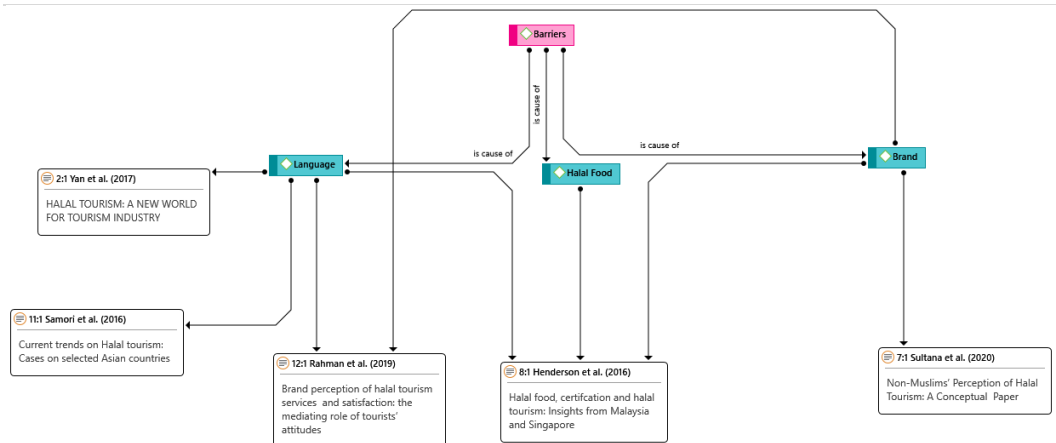 Barriers
is cause of
is cause of
is cause of
Language
Halal Food
Brand
2:1 Yan et al. (2017)
HALAL TOURISM: A NEW WORLD
FOR TOURISM INDUSTRY
11:1 Samori et al. (2016)
Current trends on Halal tourism:
Cases on selected Asian countries
12:1 Rahman et al. (2019)
Brand perception of halal tourism
services and satisfaction: the
mediating role of tourists'
attitudes
8:1 Henderson et al. (2016)
Halal food, certifcation and halal
tourism: Insights from Malaysia
and Singapore
7:1 Sultana et al. (2020)
Non-Muslims' Perception of Halal
Tourism: A Conceptual Paper